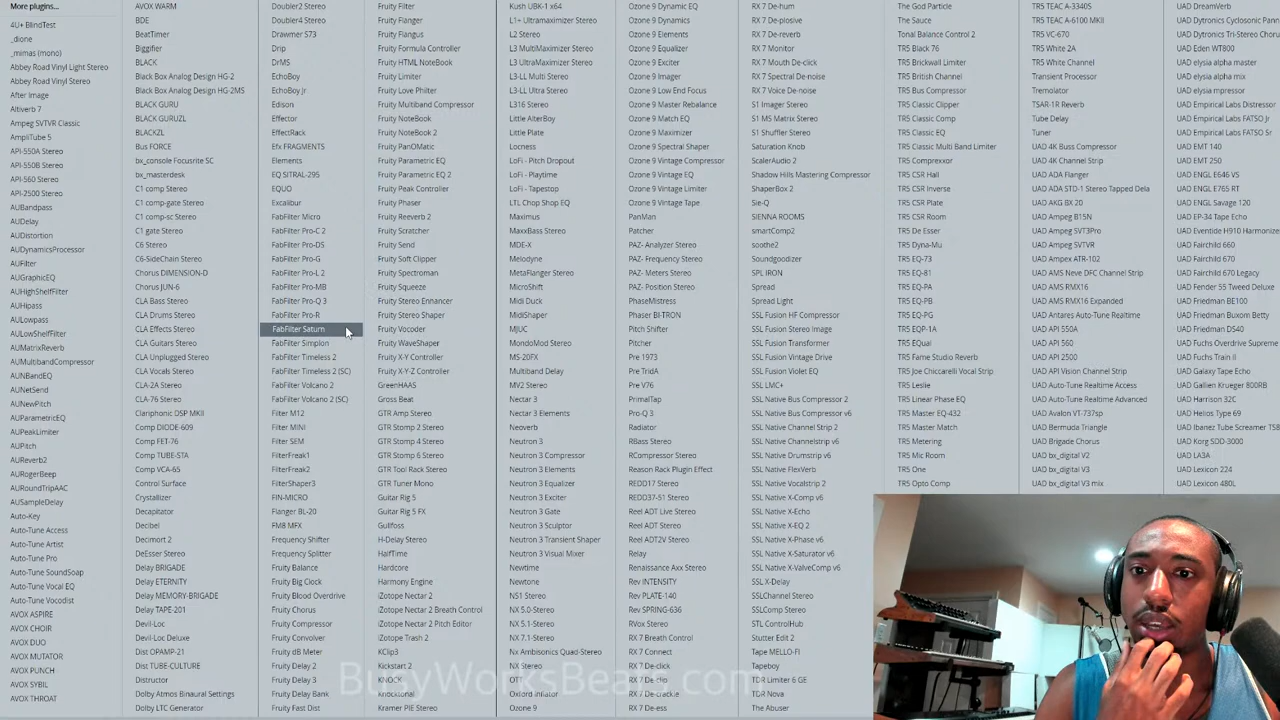 More plugins...
4U+ BlindTest
_dione
_mimas (mono)
Abbey Road Vinyl Light Stereo
Abbey Road Vinyl Stereo
After Image
Altiverb 7
Ampeg SVTVR Classic
AmpliTube 5
API-550A Stereo
API-550B Stereo
API-560 Stereo
API-2500 Stereo
AUBandpass
AUDelay
AUDistortion
AUDynamicsProcessor
AUFilter
AUGraphicEQ
AUHighShelfFilter
AUHipass
AULowpass
AULowShelfFilter
AUMatrixReverb
AUMultibandCompressor
AUNBandEQ
AUNetSend
AUNewPitch
AUParametricEQ
AUPeakLimiter
AUPitch
AUReverb2
AURogerBeep
AURoundTripAAC
AUSampleDelay
Auto-Key
Auto-Tune Access
Auto-Tune Artist
Auto-Tune Pro
Auto-Tune SoundSoap
Auto-Tune Vocal EQ
Auto-Tune Vocodist
AVOX ASPIRE
AVOX CHOIR
AVOX DUO
AVOX MUTATOR
AVOX PUNCH
AVOX SYBIL
AVOX THROAT
AVOX WARM
BDE
BeatTimer
Biggifier
BLACK
Black Box Analog Design HG-2
Black Box Analog Design HG-2MS
BLACK GURU
BLACK GURUZL
BLACKZL
Bus FORCE
bx_console Focusrite SC
bx_masterdesk
C1 comp Stereo
C1 comp-gate Stereo
C1 comp-sc Stereo
C1 gate Stereo
C6 Stereo
C6-SideChain Stereo
Chorus DIMENSION-D
Chorus JUN-6
CLA Bass Stereo
CLA Drums Stereo
CLA Effects Stereo
CLA Guitars Stereo
CLA Unplugged Stereo
CLA Vocals Stereo
CLA-2A Stereo
CLA-76 Stereo
Clariphonic DSP MKII
Comp DIODE-609
Comp FET-76
Comp TUBE-STA
Comp VCA-65
Control Surface
Crystallizer
Decapitator
Decibel
Decimort 2
DeEsser Stereo
Delay BRIGADE
Delay ETERNITY
Delay MEMORY-BRIGADE
Delay TAPE-201
Devil-Loc
Devil-Loc Deluxe
Dist OPAMP-21
Dist TUBE-CULTURE
Distructor
Dolby Atmos Binaural Settings
Dolby LTC Generator
Doubler2 Stereo
Doubler4 Stereo
Drawmer S73
Drip
DrMS
EchoBoy
EchoBoy Jr
Edison
Effector
EffectRack
Efx FRAGMENTS
Elements
EQ SITRAL-295
EQUO
Excalibur
FabFilter Micro
FabFilter Pro-C 2
FabFilter Pro-DS
FabFilter Pro-G
FabFilter Pro-L 2
FabFilter Pro-MB
FabFilter Pro-Q 3
FabFilter Pro-R
FabFilter Saturn
FabFilter Simplon
FabFilter Timeless 2
FabFilter Timeless 2 (SC)
FabFilter Volcano 2
FabFilter Volcano 2 (SC)
Filter M12
Filter MINI
Filter SEM
FilterFreak1
FilterFreak2
FilterShaper3
FIN-MICRO
Flanger BL-20
FM8 MFX
Frequency Shifter
Frequency Splitter
Fruity Balance
Fruity Big Clock
Fruity Blood Overdrive
Fruity Chorus
Fruity Compressor
Fruity Convolver
Fruity dB Meter
Fruity Delay 2
Fruity Delay 3
Fruity Delay Bank
Fruity Fast Dist
Fruity Filter
Fruity Flanger
Fruity Flangus
Fruity Formula Controller
Fruity HTML NoteBook
Fruity Limiter
Fruity Love Philter
Fruity Multiband Compressor
Fruity NoteBook
Fruity NoteBook 2
Fruity PanOMatic
Fruity Parametric EQ
Fruity Parametric EQ 2
Fruity Peak Controller
Fruity Phaser
Fruity Reeverb 2
Fruity Scratcher
Fruity Send
Fruity Soft Clipper
Fruity Spectroman
Fruity Squeeze
Fruity Stereo Enhancer
Fruity Stereo Shaper
Fruity Vocoder
Fruity WaveShaper
Fruity X-Y Controller
Fruity X-Y-Z Controller
GreenHAAS
Gross Beat
GTR Amp Stereo
GTR Stomp 2 Stereo
GTR Stomp 4 Stereo
GTR Stomp 6 Stereo
GTR Tool Rack Stereo
GTR Tuner Mono
Guitar Rig 5
Guitar Rig 5 FX
Gullfoss
H-Delay Stereo
HalfTime
Hardcore
Harmony Engine
iZotope Nectar 2
iZotope Nectar 2 Breath Control
iZotope Nectar 2 Pitch Editor
iZotope Trash 2
KClip3
Kickstart 2
KNOCK
Knocktonal
Kramer PIE Stereo
Kush UBK-1 x64
L1+ Ultramaximizer Stereo
L2 Stereo
L3 MultiMaximizer Stereo
L3 UltraMaximizer Stereo
L3-LL Multi Stereo
L3-LL Ultra Stereo
L316 Stereo
Little AlterBoy
Little Plate
Locness
LoFi - Pitch Dropout
LoFi - Playtime
LoFi - Tapestop
LTL Chop Shop EQ
Maximus
MaxxBass Stereo
MDE-X
Melodyne
MetaFlanger Stereo
MicroShift
Midi Duck
MidiShaper
MJUC
MondoMod Stereo
MS-20FX
Multiband Delay
MV2 Stereo
Nectar 3
Nectar 3 Elements
Neoverb
Neutron 3
Neutron 3 Compressor
Neutron 3 Elements
Neutron 3 Equalizer
Neutron 3 Exciter
Neutron 3 Gate
Neutron 3 Sculptor
Neutron 3 Transient Shaper
Neutron 3 Visual Mixer
Newtime
Newtone
NS1 Stereo
NX 5.0-Stereo
NX 5.1-Stereo
NX 7.1-Stereo
NX Ambisonics Quad-Stereo
NX Stereo
OTT
Oxford Inflator
Ozone 9
Ozone 9 Dynamic EQ
Ozone 9 Dynamics
Ozone 9 Elements
Ozone 9 Equalizer
Ozone 9 Exciter
Ozone 9 Imager
Ozone 9 Low End Focus
Ozone 9 Master Rebalance
Ozone 9 Match EQ
Ozone 9 Maximizer
Ozone 9 Spectral Shaper
Ozone 9 Vintage Compressor
Ozone 9 Vintage EQ
Ozone 9 Vintage Limiter
Ozone 9 Vintage Tape
PanMan
Patcher
PAZ- Analyzer Stereo
PAZ- Frequency Stereo
PAZ- Meters Stereo
PAZ- Position Stereo
PhaseMistress
Phaser BI-TRON
Pitch Shifter
Pitcher
Pre 1973
Pre TridA
Pre V76
PrimalTap
Pro-Q 3
Radiator
RBass Stereo
RCompressor Stereo
Reason Rack Plugin Effect
REDD17 Stereo
REDD37-51 Stereo
Reel ADT Live Stereo
Reel ADT Stereo
Reel ADT2V Stereo
Relay
Renaissance Axx Stereo
Rev INTENSITY
Rev PLATE-140
Rev SPRING-636
RVox Stereo
RX 7 Breath Control
RX 7 Connect
RX 7 De-click
RX 7 De-clip
RX 7 De-crackle
RX 7 De-ess
RX 7 De-hum
RX 7 De-plosive
RX 7 De-reverb
RX 7 Monitor
RX 7 Mouth De-click
RX 7 Spectral De-noise
RX 7 Voice De-noise
S1 Imager Stereo
S1 MS Matrix Stereo
S1 Shuffler Stereo
Saturation Knob
ScalerAudio 2
Shadow Hills Mastering Compressor
ShaperBox 2
Sie-Q
SIENNA ROOMS
smartComp2
soothe2
Soundgoodizer
SPL IRON
Spread
Spread Light
SSL Fusion HF Compressor
SSL Fusion Stereo Image
SSL Fusion Transformer
SSL Fusion Vintage Drive
SSL Fusion Violet EQ
SSL LMC+
SSL Native Bus Compressor 2
SSL Native Bus Compressor v6
SSL Native Channel Strip 2
SSL Native Channelstrip v6
SSL Native Drumstrip v6
SSL Native FlexVerb
SSL Native Vocalstrip 2
SSL Native X-Comp v6
SSL Native X-Echo
SSL Native X-EQ 2
SSL Native X-Phase v6
SSL Native X-Saturator v6
SSL Native X-ValveComp v6
SSL X-Delay
SSLChannel Stereo
SSLComp Stereo
STL ControlHub
Stutter Edit 2
Tape MELLO-FI
Tapeboy
TDR Limiter 6 GE
TDR Nova
The Abuser
The God Particle
The Sauce
Tonal Balance Control 2
TR5 Black 76
TR5 Brickwall Limiter
TR5 British Channel
TR5 Bus Compressor
TR5 Classic Clipper
TR5 Classic Comp
TR5 Classic EQ
TR5 Classic Multi Band Limiter
TR5 Comprexxor
TR5 CSR Hall
TR5 CSR Inverse
TR5 CSR Plate
TR5 CSR Room
TR5 De Esser
TR5 Dyna-Mu
TR5 EQ-73
TR5 EQ-81
TR5 EQ-PA
TR5 EQ-PB
TR5 EQ-PG
TR5 EQP-1A
TR5 EQual
TR5 Fame Studio Reverb
TR5 Joe Chiccarelli Vocal Strip
TR5 Leslie
TR5 Linear Phase EQ
TR5 Master EQ-432
TR5 Master Match
TR5 Metering
TR5 Mic Room
TR5 One
TR5 Opto Comp
TR5 TEAC A-3340S
TR5 TEAC A-6100 MKII
TR5 VC-670
TR5 White 2A
TR5 White Channel
Transient Processor
Tremolator
TSAR-1R Reverb
Tube Delay
Tuner
UAD 4K Buss Compressor
UAD 4K Channel Strip
UAD ADA Flanger
UAD ADA STD-1 Stereo Tapped Dela
UAD AKG BX 20
UAD Ampeg B15N
UAD Ampeg SVT3Pro
UAD Ampeg SVTVR
UAD Ampex ATR-102
UAD AMS Neve DFC Channel Strip
UAD AMS RMX16
UAD AMS RMX16 Expanded
UAD Antares Auto-Tune Realtime
UAD API 550A
UAD API 560
UAD API 2500
UAD API Vision Channel Strip
UAD Auto-Tune Realtime Access
UAD Auto-Tune Realtime Advanced
UAD Avalon VT-737sp
UAD Bermuda Triangle
UAD Brigade Chorus
UAD bx_digital V2
UAD bx_digital V3
UAD bx_digital V3 mix
UAD DreamVerb
UAD Dytronics Cyclosonic Pann
UAD Dytronics Tri-Stereo Choru
UAD Eden WT800
UAD elysia alpha master
UAD elysia alpha mix
UAD elysia mpressor
UAD Empirical Labs Distressor
UAD Empirical Labs FATSO Jr
UAD Empirical Labs FATSO Sr
UAD EMT 140
UAD EMT 250
UAD ENGL E646 VS
UAD ENGL E765 RT
UAD ENGL Savage 120
UAD EP-34 Tape Echo
UAD Eventide H910 Harmonize
UAD Fairchild 660
UAD Fairchild 670
UAD Fairchild 670 Legacy
UAD Fender 55 Tweed Deluxe
UAD Friedman BE100
UAD Friedman DS40
UAD Fuchs Overdrive Supreme
UAD Fuchs Train II
UAD Galaxy Tape Echo
UAD Gallien Krueger 800RB
UAD Harrison 32C
UAD Helios Type 69
UAD Ibanez Tube Screamer TS8
UAD Korg SDD-3000
UAD LA3A
UAD Lexicon 224
UAD Lexicon 480L
BusyWorksBeats.com